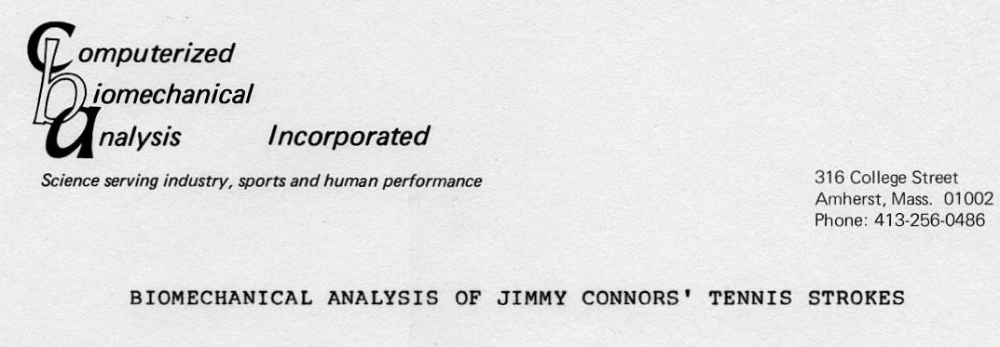 Computerized
biomechanical
analysis Incorporated
Science serving industry, sports and human performance
316 College Street
Amherst, Mass. 01002
Phone: 413-256-0486
BIOMECHANICAL ANALYSIS OF JIMMY CONNORS' TENNIS STROKES